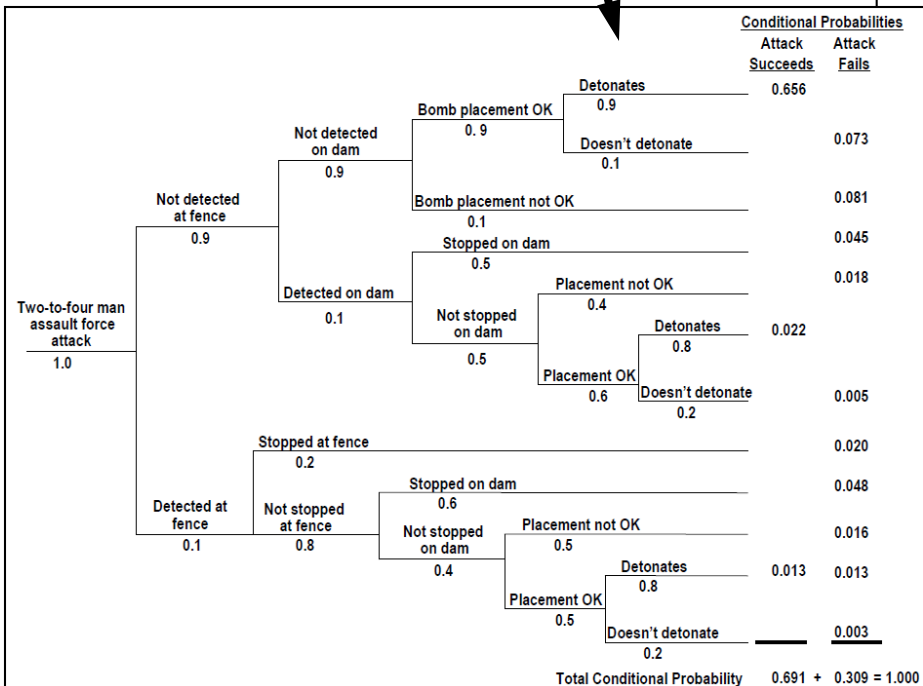 Conditional Probabilities
Attack Attack
Succeeds Fails
Detonates
0.656
0.9
Bomb placement OK
0. 9
Not detected
on dam
0.9
Doesn't detonate
0.073
0.1
Not detected
at fence
0.9
Bomb placement not OK
0.081
0.1
Stopped on dam
0.045
0.5
Detected on dam
0.1
Placement not OK
0.018
0.4
Not stopped
on dam
0.5
Detonates
0.022
0.8
Two-to-four man
assault force
attack
1.0
Placement OK
0.6
Doesn't detonate
0.005
0.2
Stopped at fence
0.020
0.2
Stopped on dam
0.048
0.6
Detected at
fence
0.1
Not stopped
at fence
0.8
Not stopped
on dam
0.4
Placement not OK
0.016
0.5
Detonates
0.013 0.013
0.8
Placement OK
0.5
Doesn't detonate
0.003
0.2
Total Conditional Probability 0.691 + 0.309 = 1.000